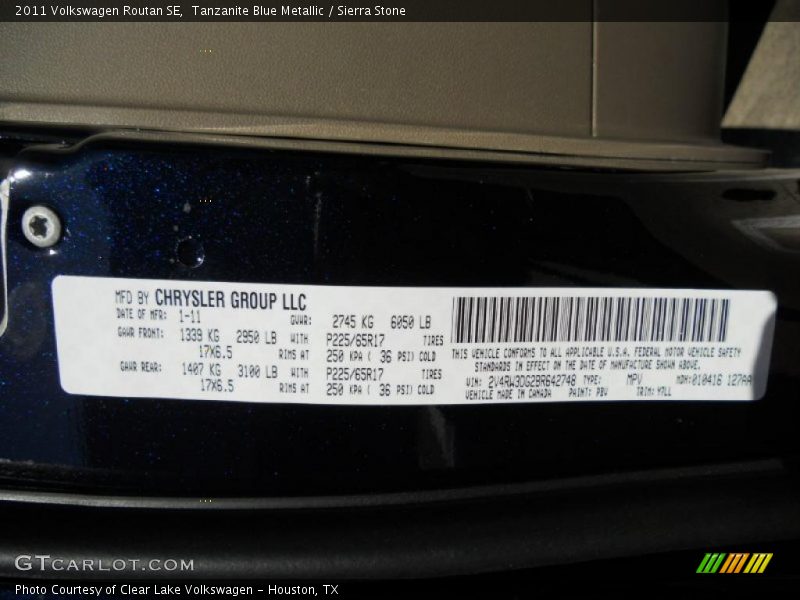 2011 Volkswagen Routan SE, Tanzanite Blue Metallic / Sierra Stone
MFD BY CHRYSLER GROUP LLC
DATE OF MFR: 1-11 GVWR: 2745 KG 6050 LB
GAWR FRONT: 1339 KG 2950 LB WITH P225/65R17 TIRES
17X6.5 RIMS AT 250 KPA ( 36 PSI) COLD
GAWR REAR: 1407 KG 3100 LB WITH P225/65R17 TIRES
17X6.5 RIMS AT 250 KPA ( 36 PSI) COLD
THIS VEHICLE CONFORMS TO ALL APPLICABLE U.S.A. FEDERAL MOTOR VEHICLE SAFETY
STANDARDS IN EFFECT ON THE DATE OF MANUFACTURE SHOWN ABOVE.
VIN: 2V4RW3DG2BR642748 TYPE: MPV MDH:010416 127AA
VEHICLE MADE IN CANADA PAINT: PBV TRIM: Y7LL
GTCARLOT.COM
Photo Courtesy of Clear Lake Volkswagen - Houston, TX